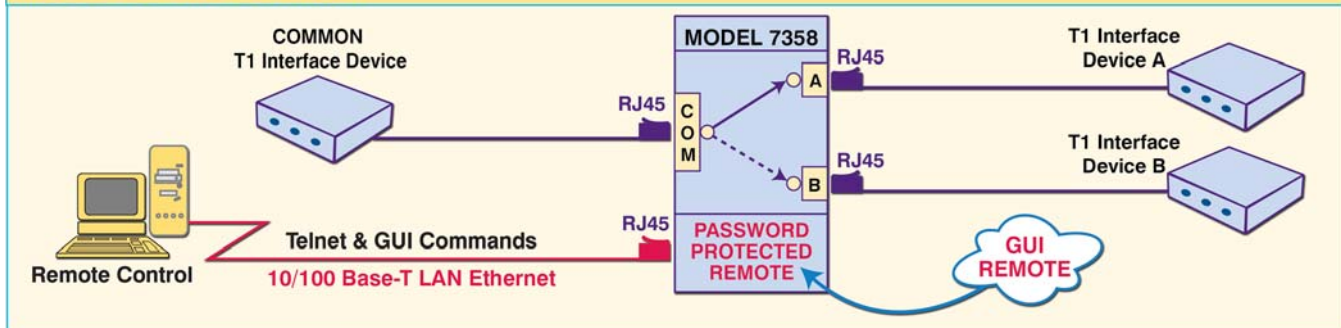 COMMON
T1 Interface Device
RJ45
MODEL 7358
COM
A
B
RJ45
T1 Interface
Device A
RJ45
T1 Interface
Device B
Remote Control
Telnet & GUI Commands
10/100 Base-T LAN Ethernet
RJ45
PASSWORD
PROTECTED
REMOTE
GUI
REMOTE